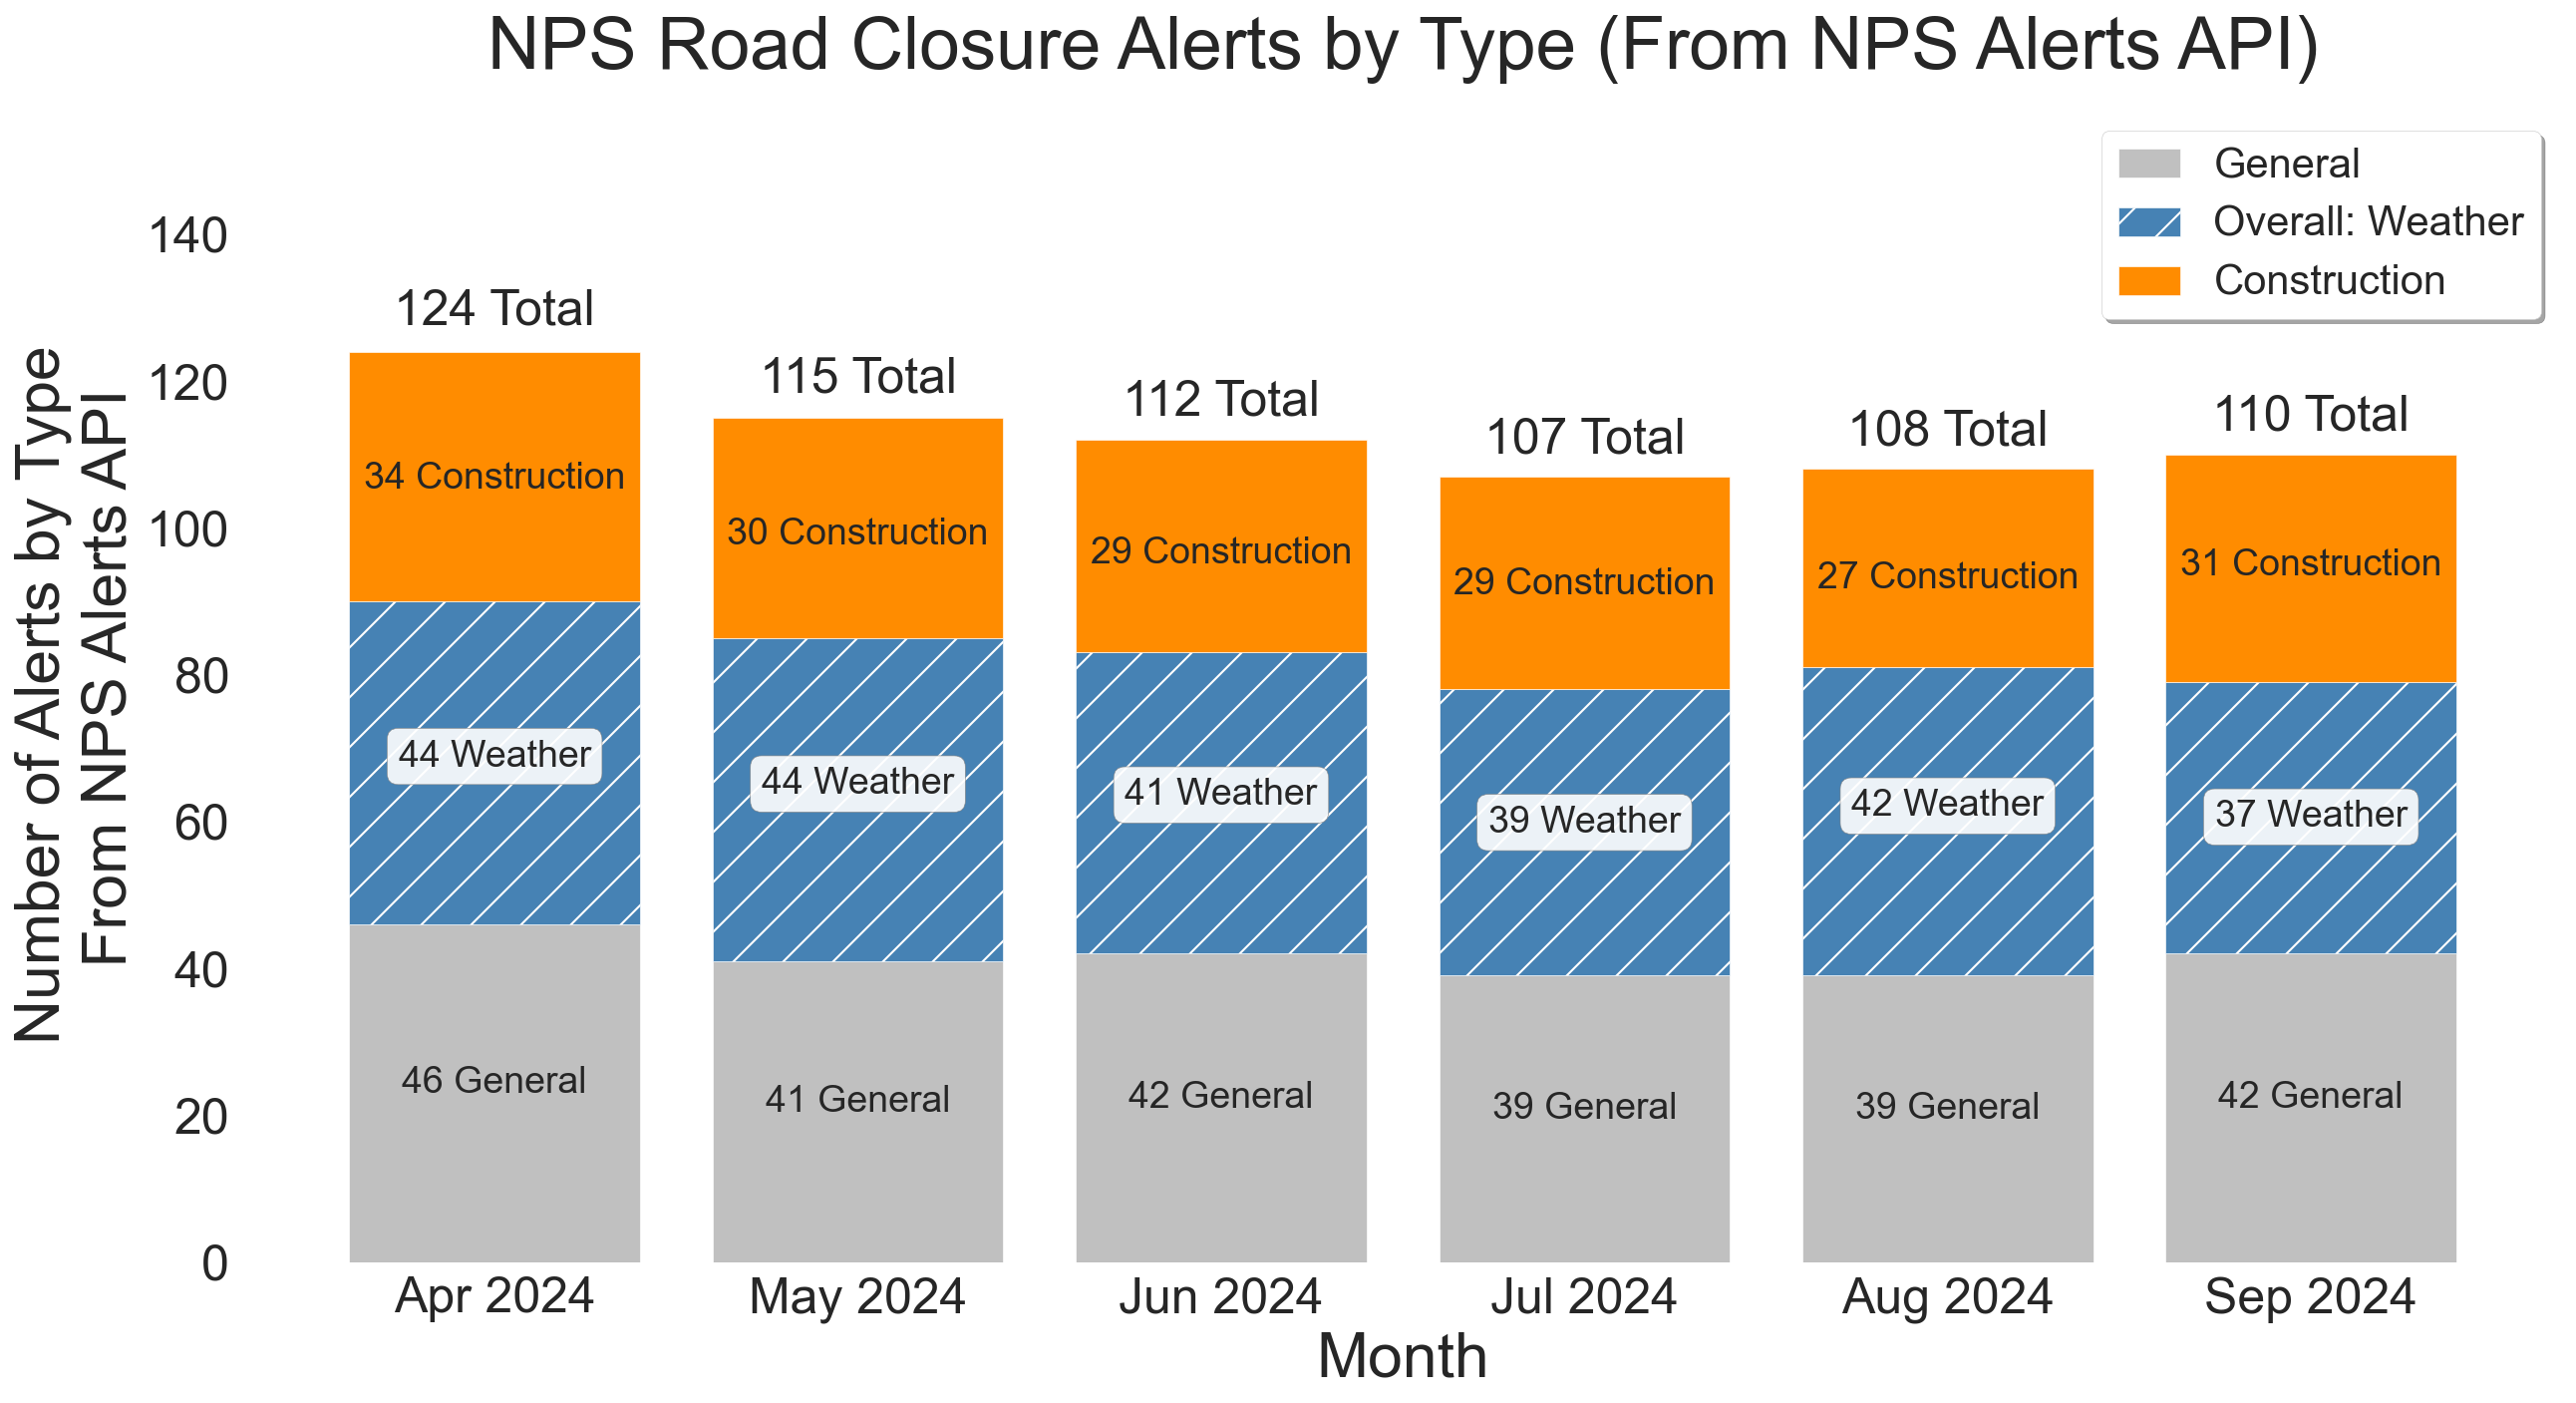 NPS Road Closure Alerts by Type (From NPS Alerts API)
General
Overall: Weather
Construction
Number of Alerts by Type
From NPS Alerts API
140
120
100
80
60
40
20
0
124 Total
34 Construction
44 Weather
46 General
115 Total
30 Construction
44 Weather
41 General
112 Total
29 Construction
41 Weather
42 General
107 Total
29 Construction
39 Weather
39 General
108 Total
27 Construction
42 Weather
39 General
110 Total
31 Construction
37 Weather
42 General
Apr 2024
May 2024
Jun 2024
Jul 2024
Aug 2024
Sep 2024
Month